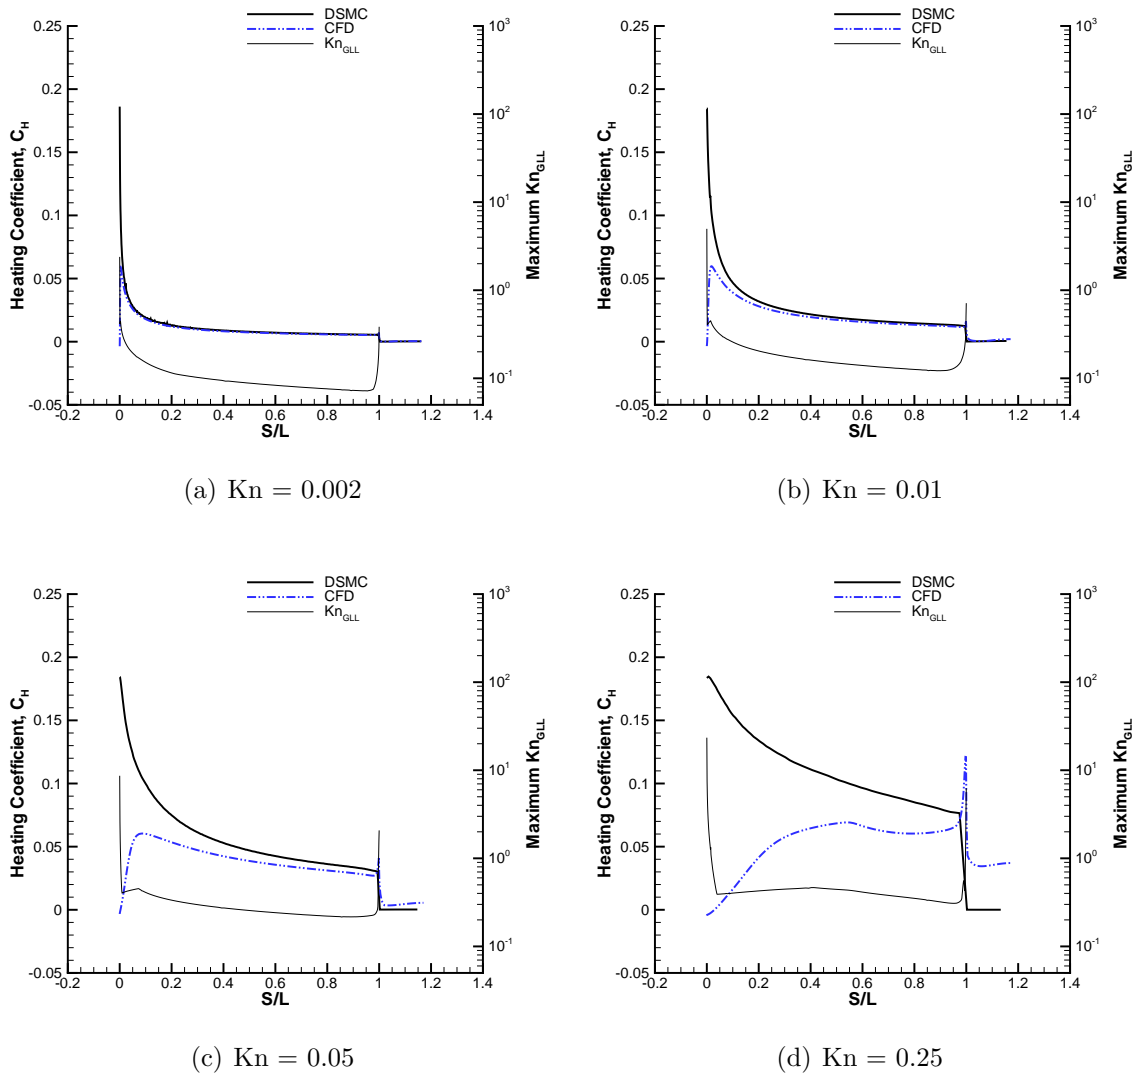 DSMC
CFD
Kn_GLL
Heating Coefficient, C_H
0.25
0.2
0.15
0.1
0.05
0
-0.05
-0.2 0 0.2 0.4 0.6 0.8 1 1.2 1.4
S/L
10^3
10^2
10^1
10^0
10^-1
Maximum Kn_GLL
(a) Kn = 0.002
DSMC
CFD
Kn_GLL
Heating Coefficient, C_H
0.25
0.2
0.15
0.1
0.05
0
-0.05
-0.2 0 0.2 0.4 0.6 0.8 1 1.2 1.4
S/L
10^3
10^2
10^1
10^0
10^-1
Maximum Kn_GLL
(b) Kn = 0.01
DSMC
CFD
Kn_GLL
Heating Coefficient, C_H
0.25
0.2
0.15
0.1
0.05
0
-0.05
-0.2 0 0.2 0.4 0.6 0.8 1 1.2 1.4
S/L
10^3
10^2
10^1
10^0
10^-1
Maximum Kn_GLL
(c) Kn = 0.05
DSMC
CFD
Kn_GLL
Heating Coefficient, C_H
0.25
0.2
0.15
0.1
0.05
0
-0.05
-0.2 0 0.2 0.4 0.6 0.8 1 1.2 1.4
S/L
10^3
10^2
10^1
10^0
10^-1
Maximum Kn_GLL
(d) Kn = 0.25